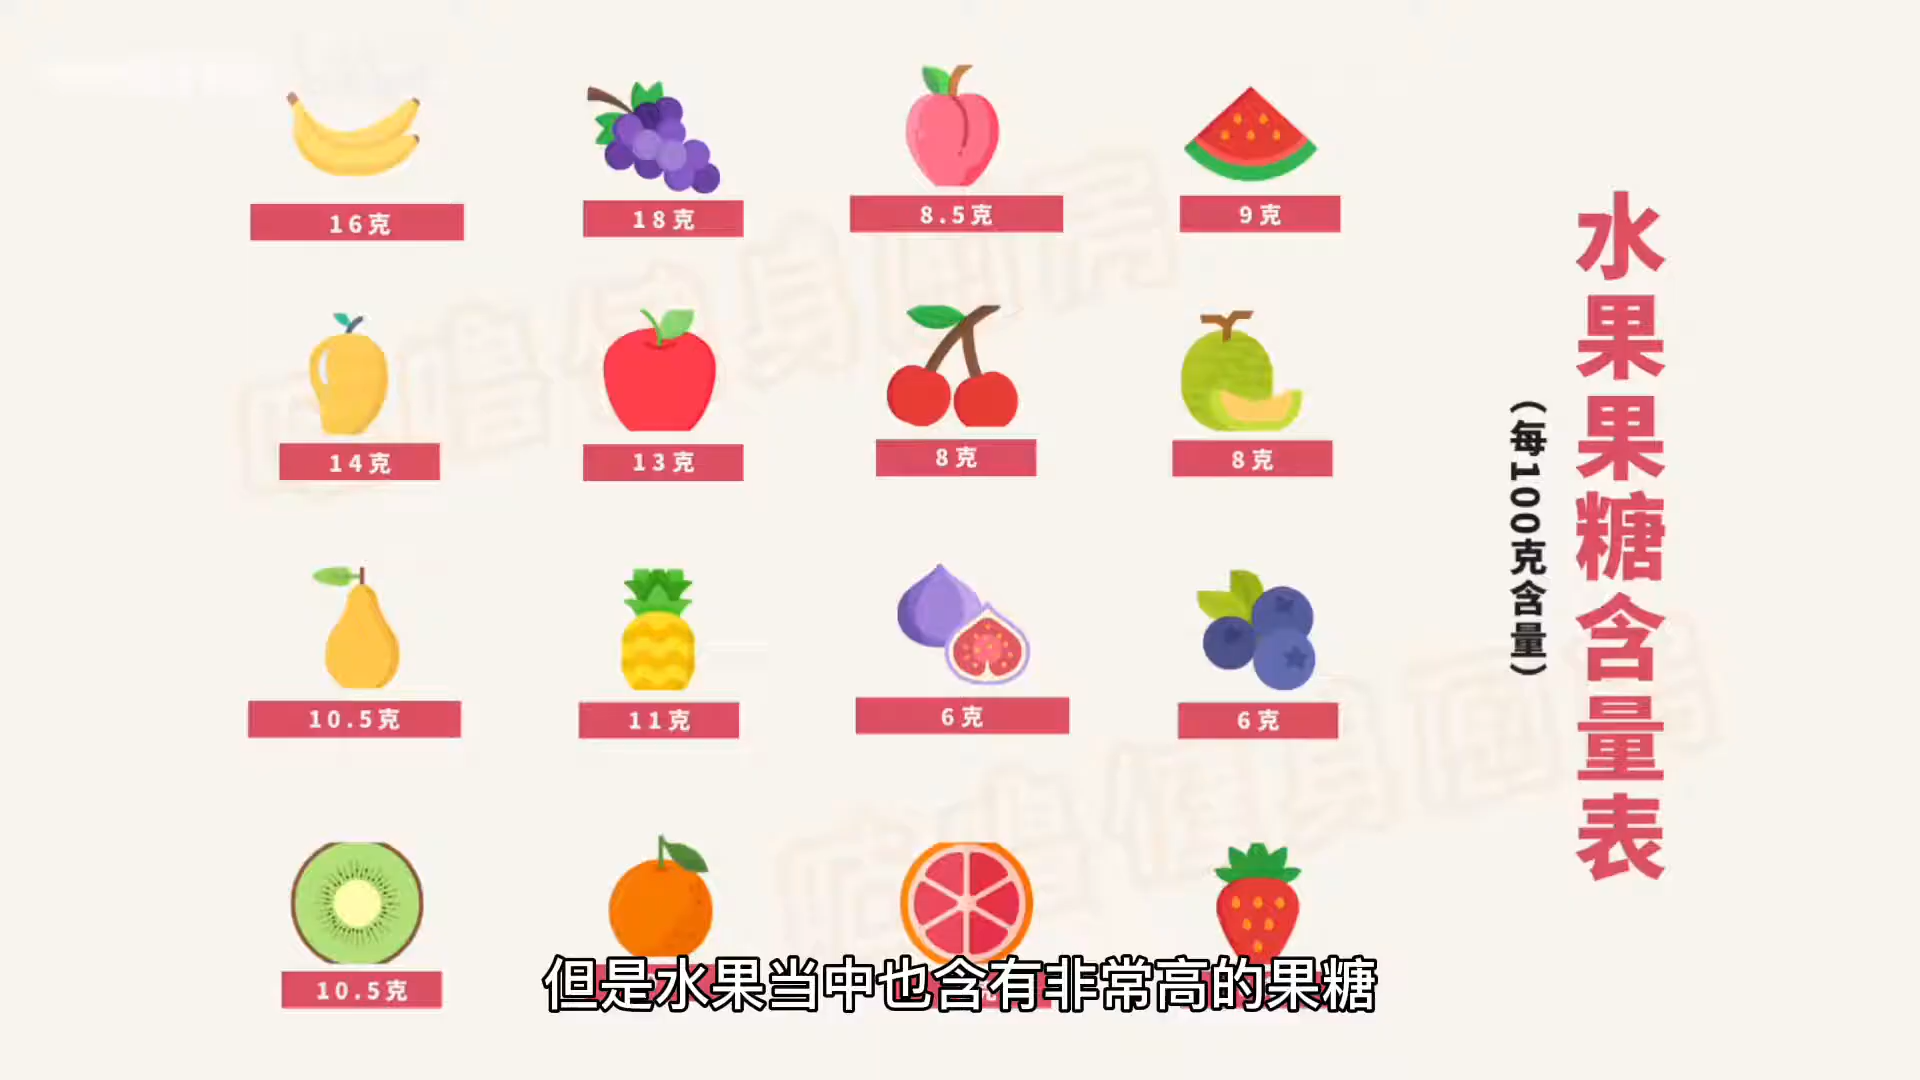 16克
18克
8.5克
9克
14克
13克
8克
8克
10.5克
11克
6克
6克
10.5克
水果果糖含量表
(每100克含量)
但是水果当中也含有非常高的果糖